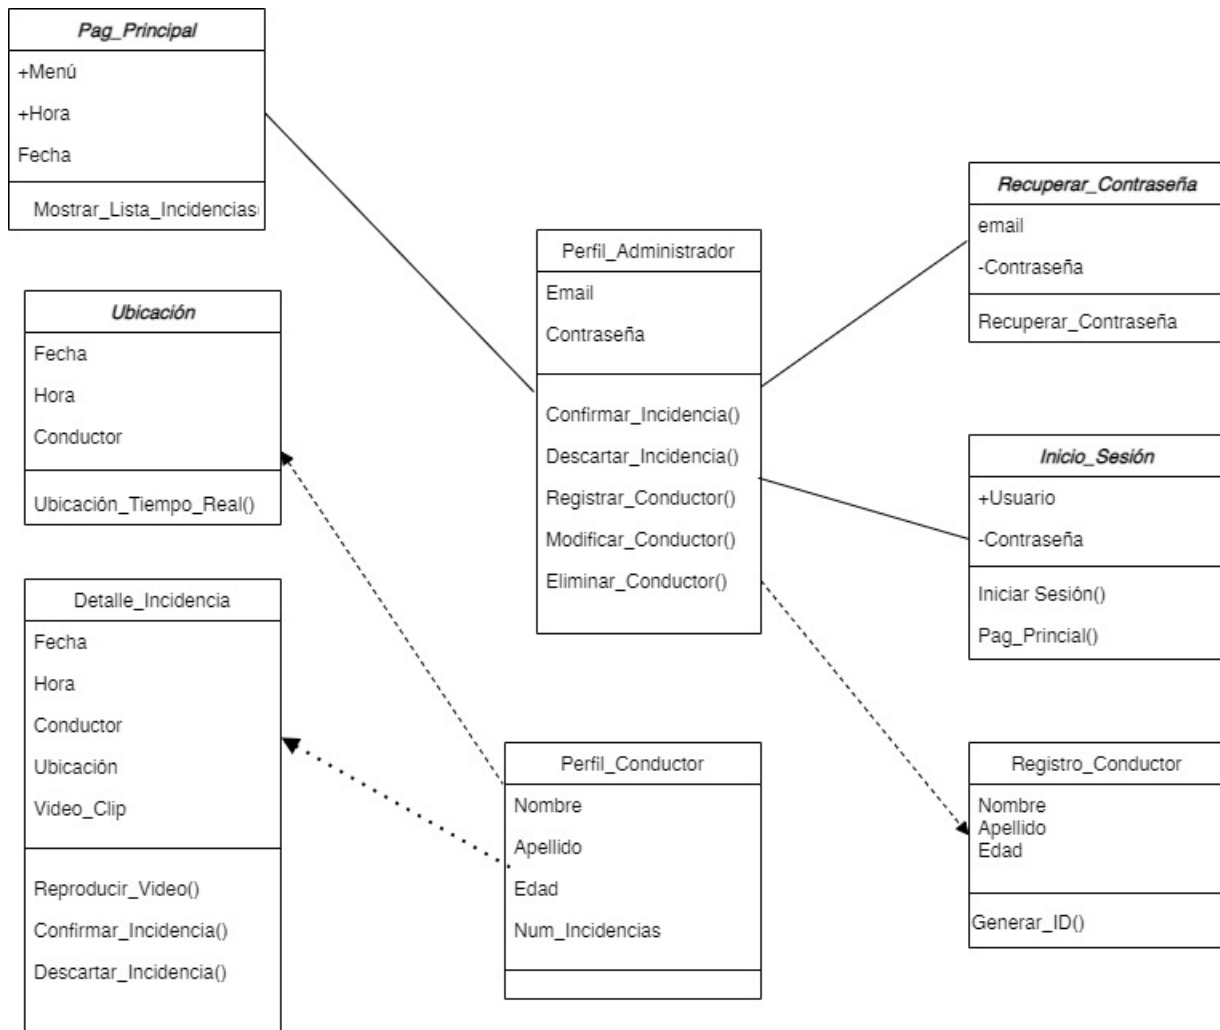 Pag_Principal
+Menú
+Hora
Fecha
Mostrar_Lista_Incidencias
Ubicación
Fecha
Hora
Conductor
Ubicación_Tiempo_Real()
Detalle_Incidencia
Fecha
Hora
Conductor
Ubicación
Video_Clip
Reproducir_Video()
Confirmar_Incidencia()
Descartar_Incidencia()
Perfil_Administrador
Email
Contraseña
Confirmar_Incidencia()
Descartar_Incidencia()
Registrar_Conductor()
Modificar_Conductor()
Eliminar_Conductor()
Perfil_Conductor
Nombre
Apellido
Edad
Num_Incidencias
Recuperar_Contraseña
email
-Contraseña
Recuperar_Contraseña
Inicio_Sesión
+Usuario
-Contraseña
Iniciar Sesión()
Pag_Princial()
Registro_Conductor
Nombre
Apellido
Edad
Generar_ID()